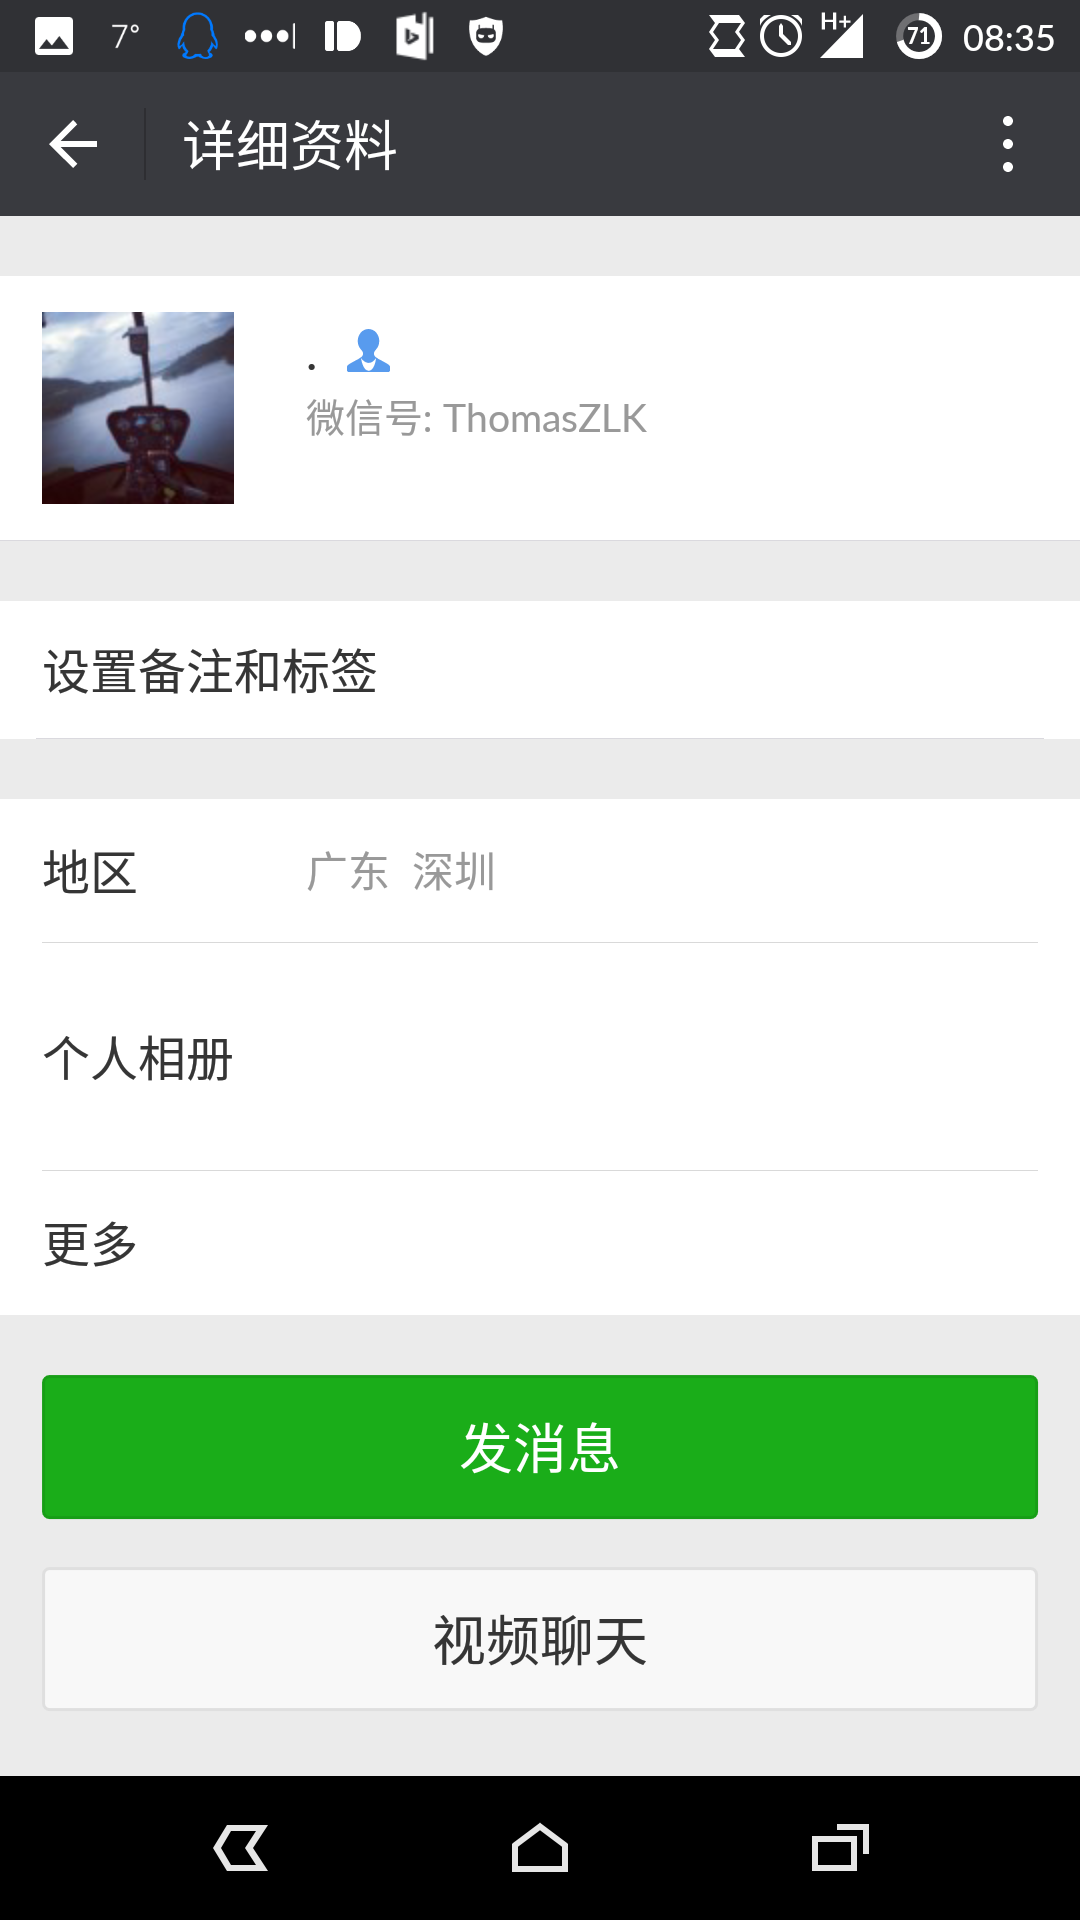 7° H+ 71 08:35
详细资料
.
微信号: ThomasZLK
设置备注和标签
地区 广东 深圳
个人相册
更多
发消息
视频聊天